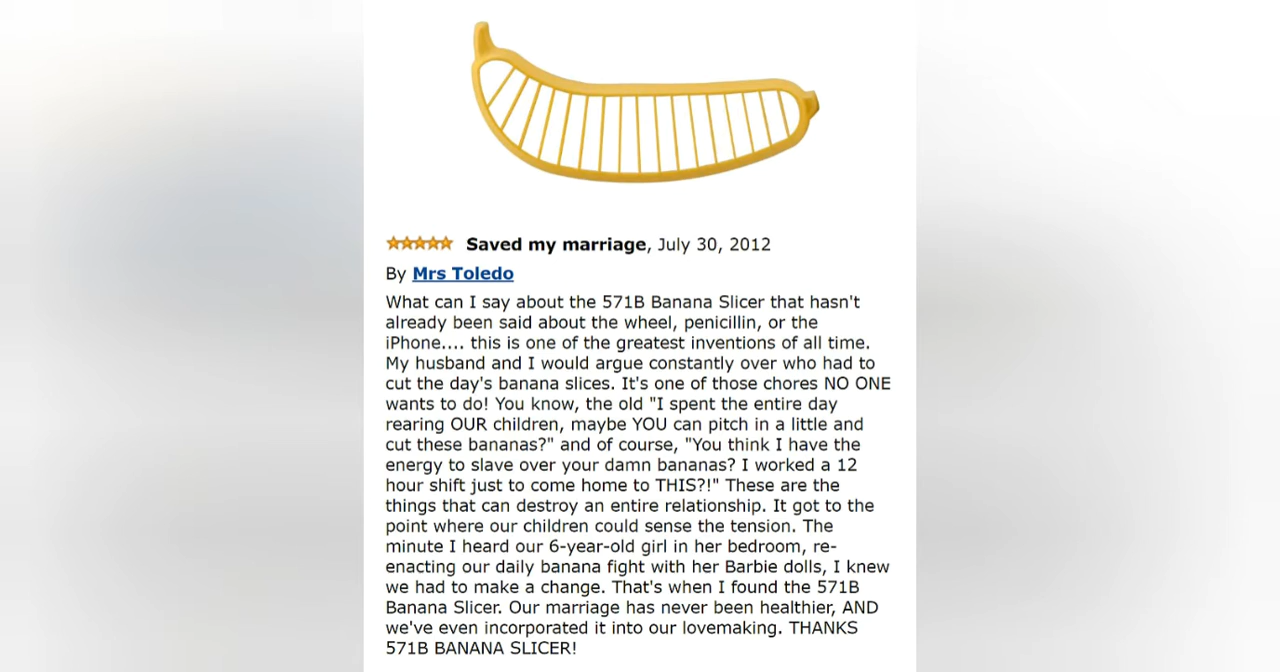 Saved my marriage, July 30, 2012
By Mrs Toledo
What can I say about the 571B Banana Slicer that hasn't
already been said about the wheel, penicillin, or the
iPhone.... this is one of the greatest inventions of all time.
My husband and I would argue constantly over who had to
cut the day's banana slices. It's one of those chores NO ONE
wants to do! You know, the old "I spent the entire day
rearing OUR children, maybe YOU can pitch in a little and
cut these bananas?" and of course, "You think I have the
energy to slave over your damn bananas? I worked a 12
hour shift just to come home to THIS?!" These are the
things that can destroy an entire relationship. It got to the
point where our children could sense the tension. The
minute I heard our 6-year-old girl in her bedroom, re-
enacting our daily banana fight with her Barbie dolls, I knew
we had to make a change. That's when I found the 571B
Banana Slicer. Our marriage has never been healthier, AND
we've even incorporated it into our lovemaking. THANKS
571B BANANA SLICER!